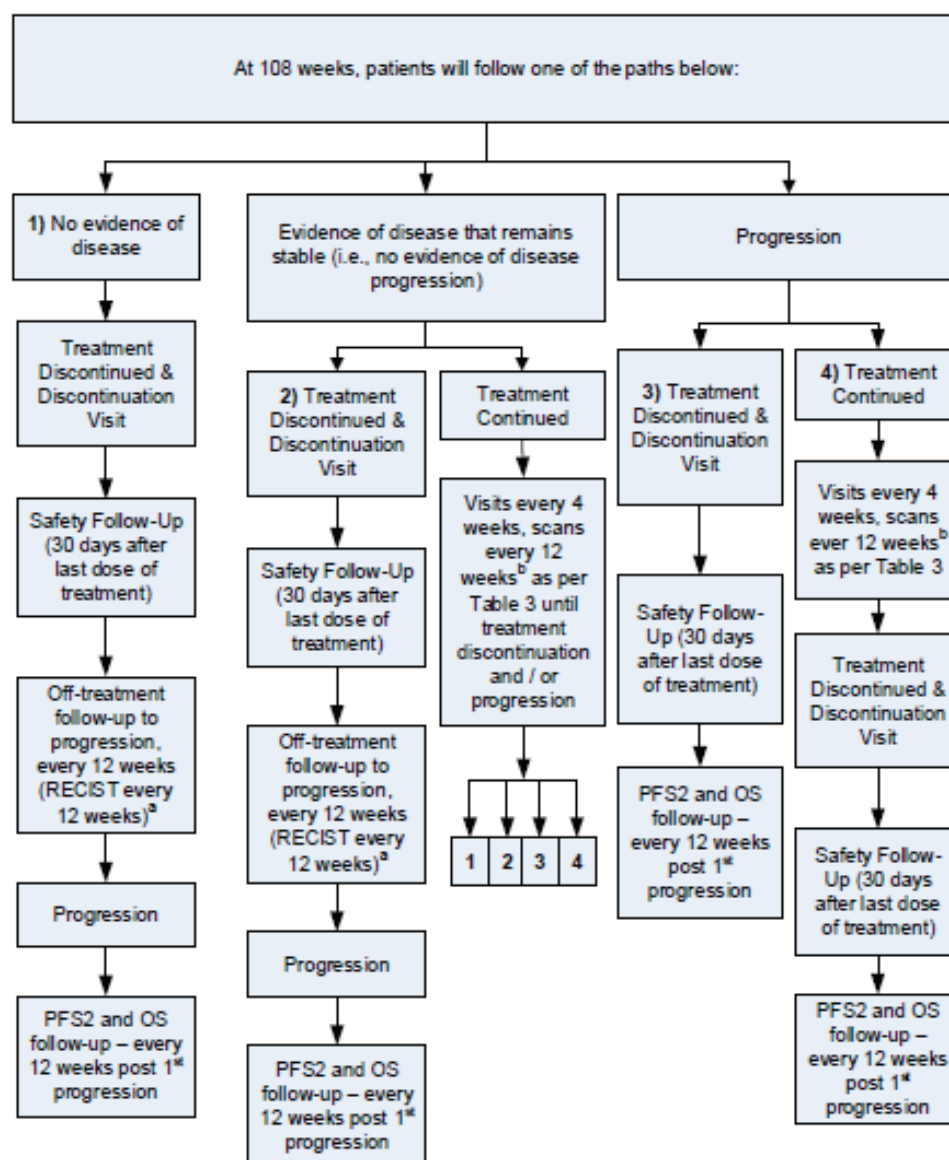 At 108 weeks, patients will follow one of the paths below:
1) No evidence of
disease
Treatment
Discontinued &
Discontinuation
Visit
Safety Follow-Up
(30 days after
last dose of
treatment)
Off-treatment
follow-up to
progression,
every 12 weeks
(RECIST every
12 weeks)a
Progression
PFS2 and OS
follow-up – every
12 weeks post 1st
progression
Evidence of disease that remains
stable (i.e., no evidence of disease
progression)
2) Treatment
Discontinued &
Discontinuation
Visit
Safety Follow-Up
(30 days after
last dose of
treatment)
Off-treatment
follow-up to
progression,
every 12 weeks
(RECIST every
12 weeks)a
Progression
PFS2 and OS
follow-up – every
12 weeks post 1st
progression
Treatment
Continued
Visits every 4
weeks, scans
every 12
weeksb as per
Table 3 until
treatment
discontinuation
and / or
progression
1 2 3 4
Progression
3) Treatment
Discontinued &
Discontinuation
Visit
Safety Follow-
Up (30 days
after last dose
of treatment)
PFS2 and OS
follow-up –
every 12 weeks
post 1st
progression
4) Treatment
Continued
Visits every 4
weeks, scans
ever 12 weeksb
as per Table 3
Treatment
Discontinued &
Discontinuation
Visit
Safety Follow-
Up (30 days
after last dose
of treatment)
PFS2 and OS
follow-up –
every 12 weeks
post 1st
progression